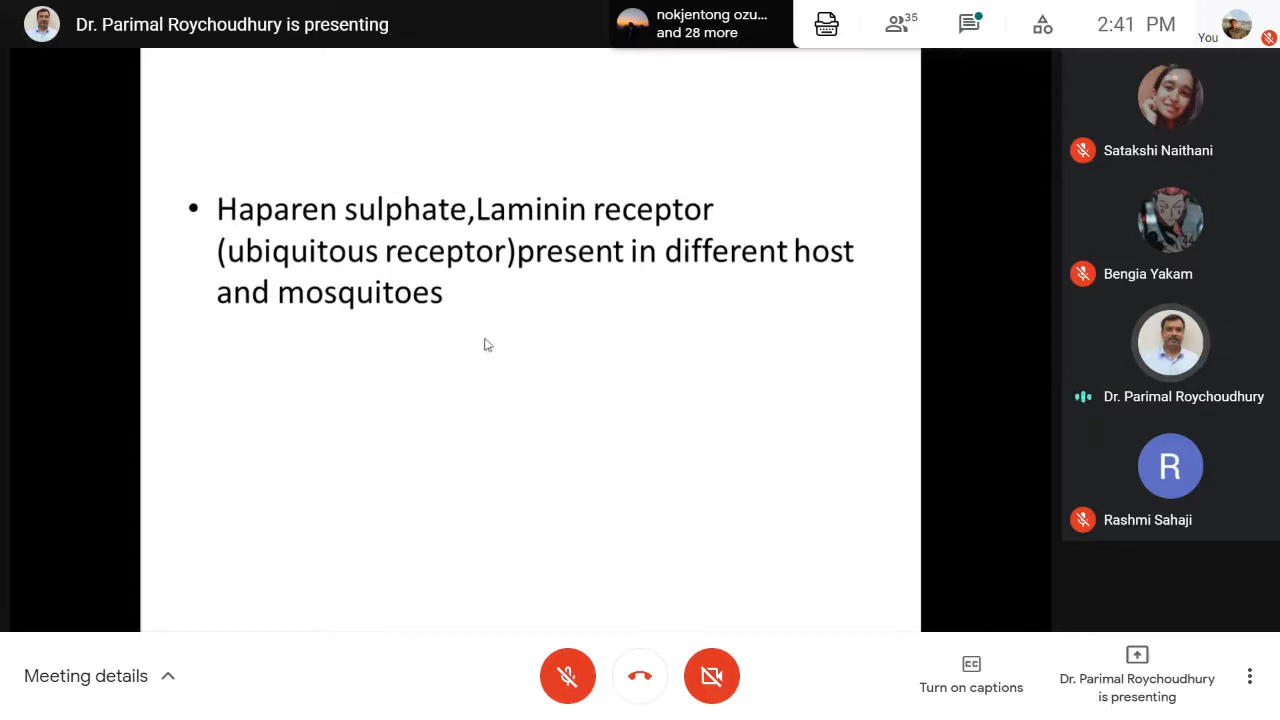 Dr. Parimal Roychoudhury is presenting
nokjentong ozu...
and 28 more
35
2:41 PM
You
• Haparen sulphate,Laminin receptor
(ubiquitous receptor)present in different host
and mosquitoes
Satakshi Naithani
Bengia Yakam
Dr. Parimal Roychoudhury
R
Rashmi Sahaji
Meeting details
CC
Turn on captions
Dr. Parimal Roychoudhury
is presenting